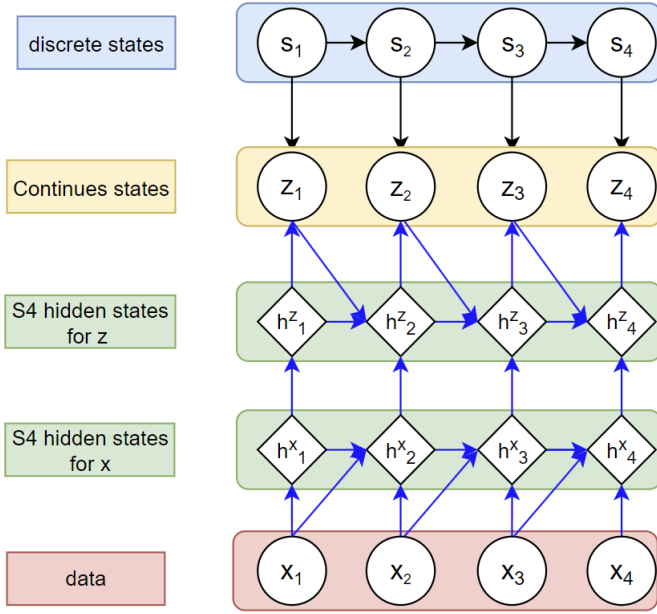 discrete states
s1 s2 s3 s4
Continues states
z1 z2 z3 z4
S4 hidden states
for z
hz1 hz2 hz3 hz4
S4 hidden states
for x
hx1 hx2 hx3 hx4
data
x1 x2 x3 x4